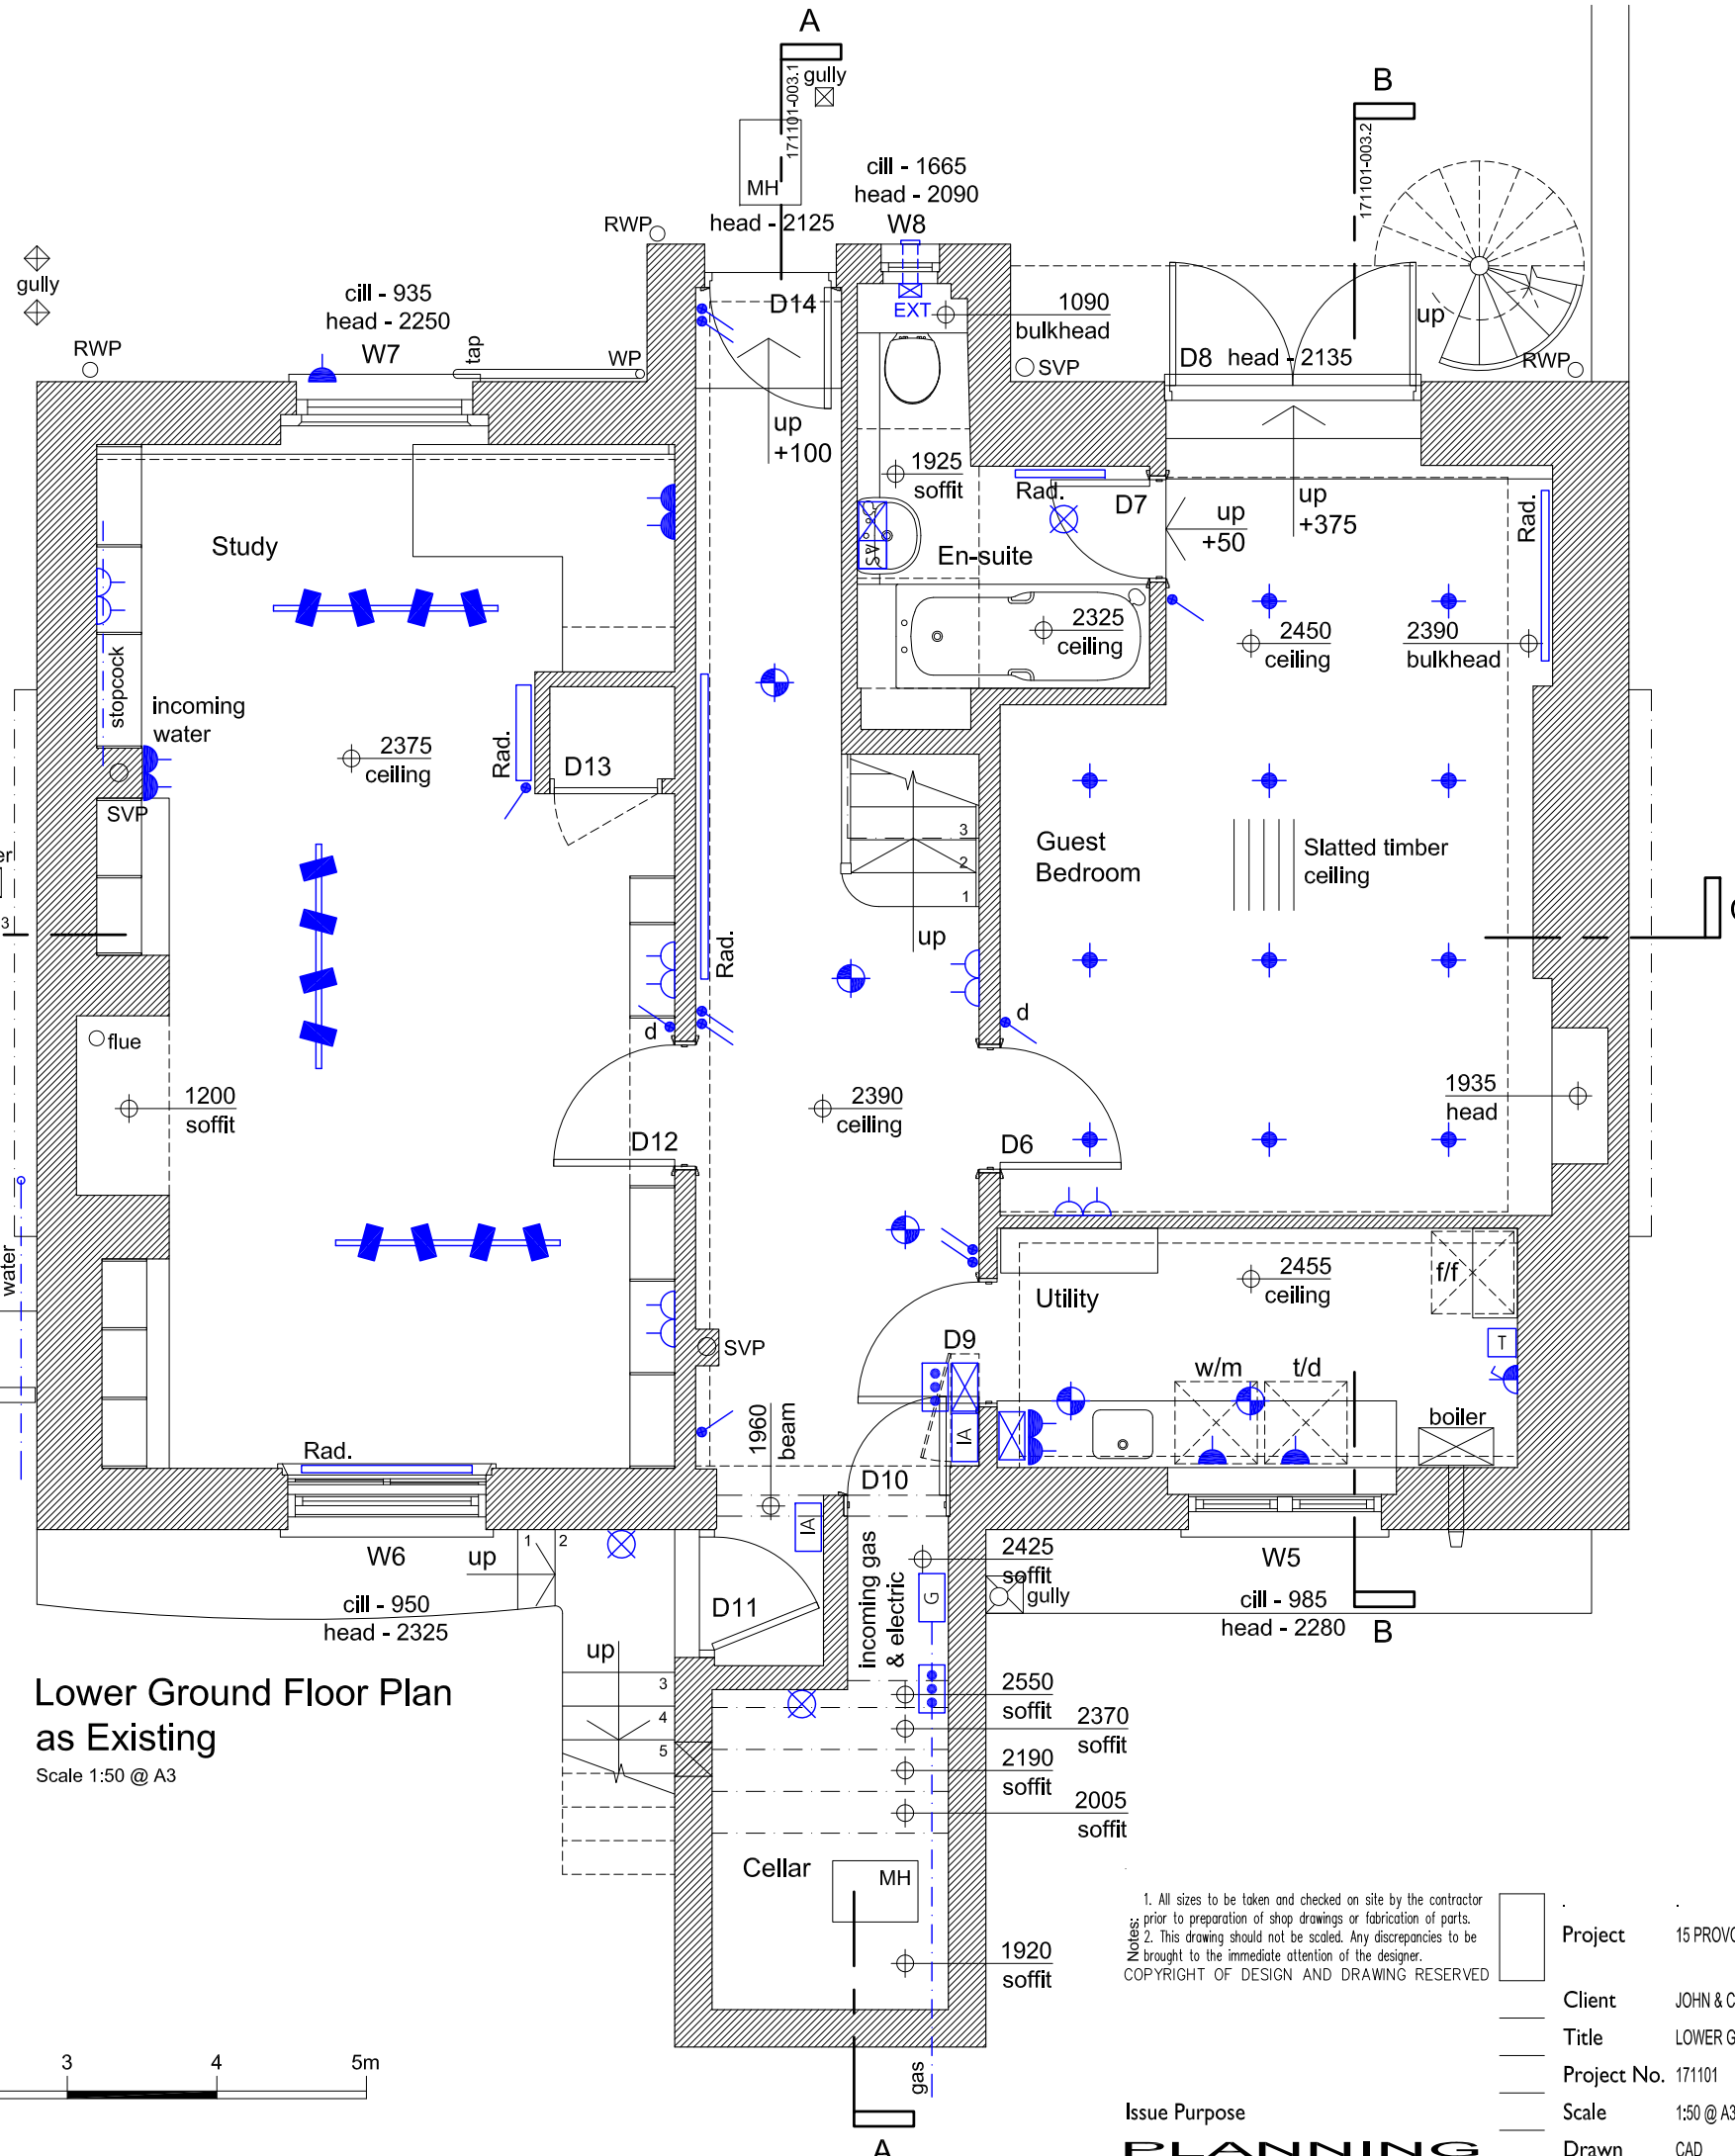 A
171101-003.1
gully
MH
B
171101-003.2
cill - 1665
head - 2090
W8
head - 2125
RWP
gully
cill - 935
head - 2250
W7
RWP
tap
WP
D14
EXT
1090
bulkhead
SVP
up
D8
head - 2135
RWP
up
+100
1925
soffit
Rad.
D7
up
+50
up
+375
Rad.
Study
En-suite
2325
ceiling
2450
ceiling
2390
bulkhead
stopcock
incoming
water
2375
ceiling
Rad.
D13
SVP
Guest
Bedroom
Slatted timber
ceiling
3
2
1
up
3
Rad.
d
d
flue
1200
soffit
2390
ceiling
1935
head
D12
D6
water
2455
ceiling
f/f
Utility
T
D9
SVP
w/m
t/d
boiler
1960
beam
IA
Rad.
D10
IA
W6
up
1
2
cill - 950
head - 2325
D11
incoming gas
& electric
G
2425
soffit
gully
W5
cill - 985
head - 2280
B
up
3
4
5
2550
soffit
2370
soffit
2190
soffit
2005
soffit
Lower Ground Floor Plan
as Existing
Scale 1:50 @ A3
Cellar
MH
1920
soffit
gas
A
3
4
5m
Notes:
1. All sizes to be taken and checked on site by the contractor
prior to preparation of shop drawings or fabrication of parts.
2. This drawing should not be scaled. Any discrepancies to be
brought to the immediate attention of the designer.
COPYRIGHT OF DESIGN AND DRAWING RESERVED
Issue Purpose
PLANNING
Project 15 PROVO
Client JOHN & C
Title LOWER G
Project No. 171101
Scale 1:50 @ A3
Drawn CAD